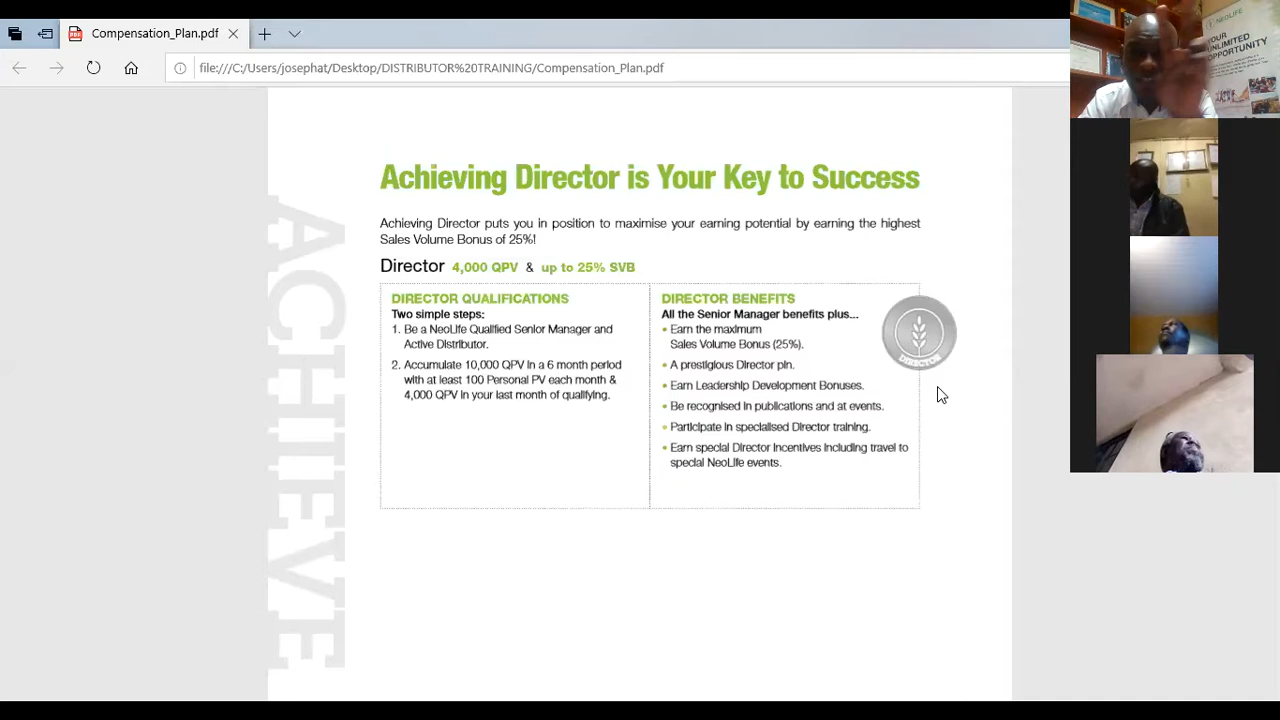 Compensation_Plan.pdf
file:///C:/Users/josephat/Desktop/DISTRIBUTOR%20TRAINING/Compensation_Plan.pdf
NEOLIFE
YOUR
UNLIMITED
OPPORTUNITY
ACHIEVE
Achieving Director is Your Key to Success
Achieving Director puts you in position to maximise your earning potential by earning the highest
Sales Volume Bonus of 25%!
Director 4,000 QPV & up to 25% SVB
DIRECTOR QUALIFICATIONS
Two simple steps:
1. Be a NeoLife Qualified Senior Manager and
Active Distributor.
2. Accumulate 10,000 QPV in a 6 month period
with at least 100 Personal PV each month &
4,000 QPV in your last month of qualifying.
DIRECTOR BENEFITS
All the Senior Manager benefits plus...
• Earn the maximum
Sales Volume Bonus (25%).
• A prestigious Director pin.
• Earn Leadership Development Bonuses.
• Be recognised in publications and at events.
• Participate in specialised Director training.
• Earn special Director incentives including travel to
special NeoLife events.
DIRECTOR